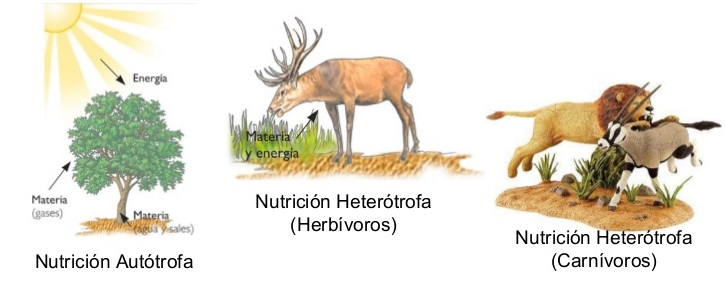 Energía
Materia
(gases)
Materia
(agua y sales)
Nutrición Autótrofa
Materia
y energía
Nutrición Heterótrofa
(Herbívoros)
Nutrición Heterótrofa
(Carnívoros)